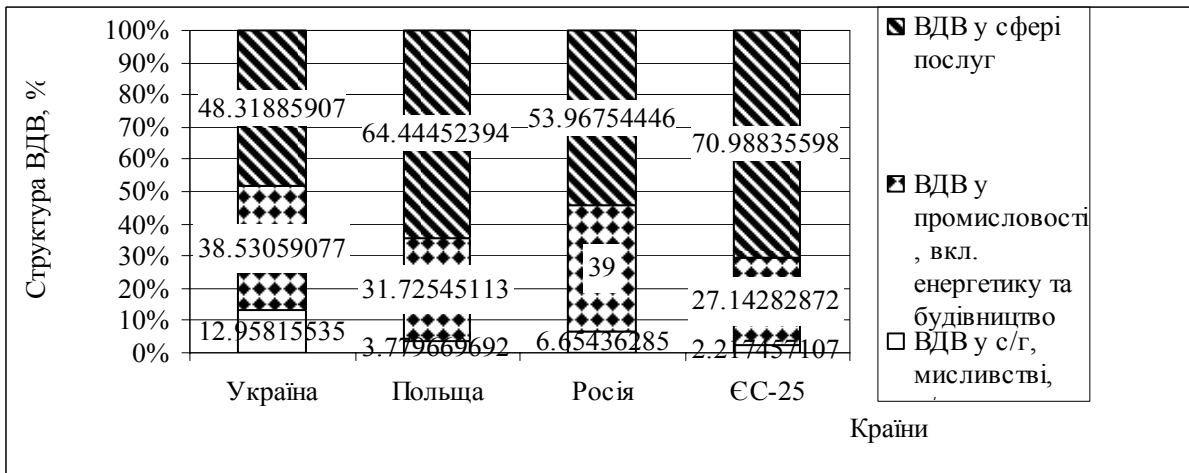 Структура ВДВ, %
100%
90%
80%
70%
60%
50%
40%
30%
20%
10%
0%
48.31885907
64.44452394
53.96754446
70.98835598
38.53059077
31.72545113
39
27.14282872
12.95815535
3.779669692
6.65436285
2.217457107
Україна Польща Росія ЄС-25
Країни
ВДВ у сфері
послуг
ВДВ у
промисловості
, вкл.
енергетику та
будівництво
ВДВ у с/г,
мисливстві,